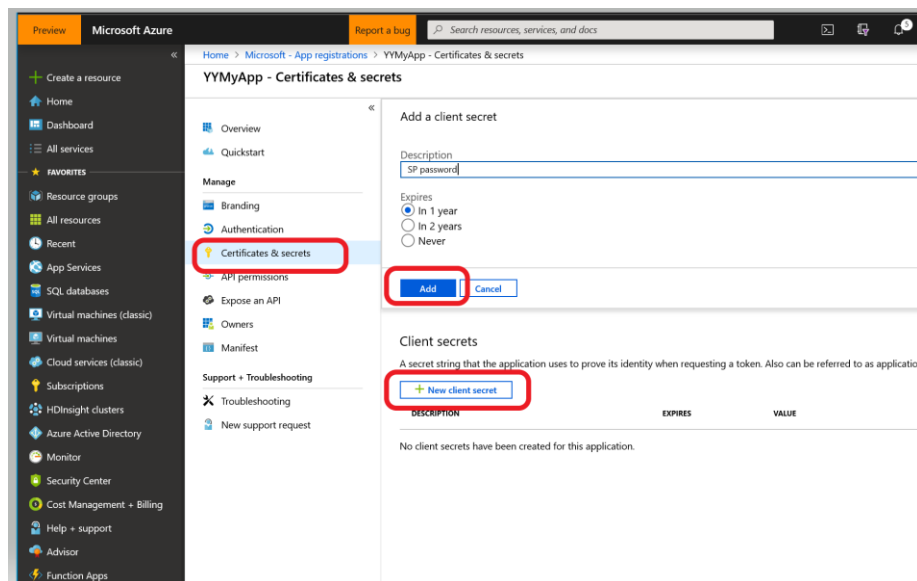 Preview
Microsoft Azure
Report a bug
Search resources, services, and docs
5
«
Create a resource
Home
Dashboard
All services
FAVORITES
Resource groups
All resources
Recent
App Services
SQL databases
Virtual machines (classic)
Virtual machines
Cloud services (classic)
Subscriptions
HDInsight clusters
Azure Active Directory
Monitor
Security Center
Cost Management + Billing
Help + support
Advisor
Function Apps
Home > Microsoft - App registrations > YYMyApp - Certificates & secrets
YYMyApp - Certificates & secrets
«
Overview
Quickstart
Manage
Branding
Authentication
Certificates & secrets
API permissions
Expose an API
Owners
Manifest
Support + Troubleshooting
Troubleshooting
New support request
Add a client secret
Description
SP password
Expires
In 1 year
In 2 years
Never
Add
Cancel
Client secrets
A secret string that the application uses to prove its identity when requesting a token. Also can be referred to as applicatio
+ New client secret
DESCRIPTION EXPIRES VALUE
No client secrets have been created for this application.